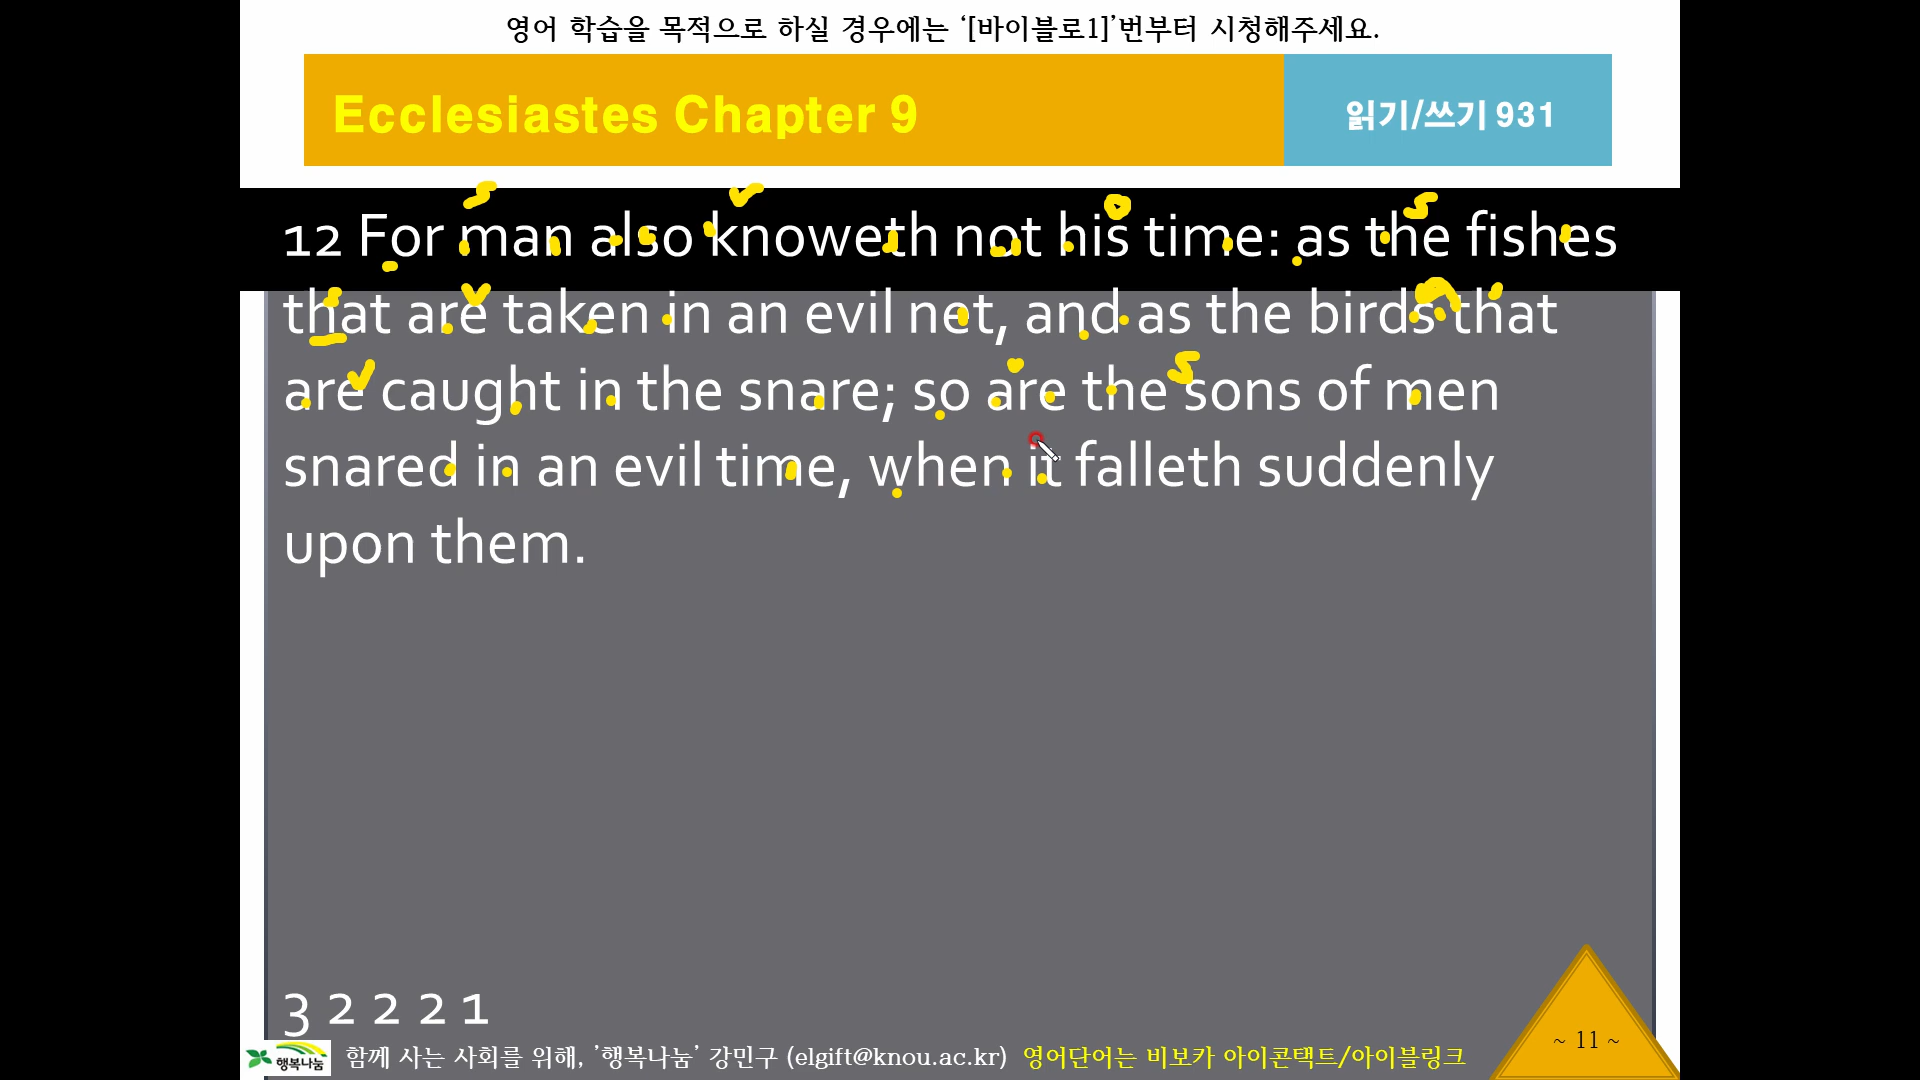 영어 학습을 목적으로 하실 경우에는 ‘[바이블로1]’번부터 시청해주세요.
Ecclesiastes Chapter 9
읽기/쓰기 931
12 For man also knoweth not his time: as the fishes
that are taken in an evil net, and as the birds that
are caught in the snare; so are the sons of men
snared in an evil time, when it falleth suddenly
upon them.
3 2 2 2 1
행복나눔
함께 사는 사회를 위해, ’행복나눔’ 강민구 (elgift@knou.ac.kr) 영어단어는 비보카 아이콘택트/아이블링크
~ 11 ~